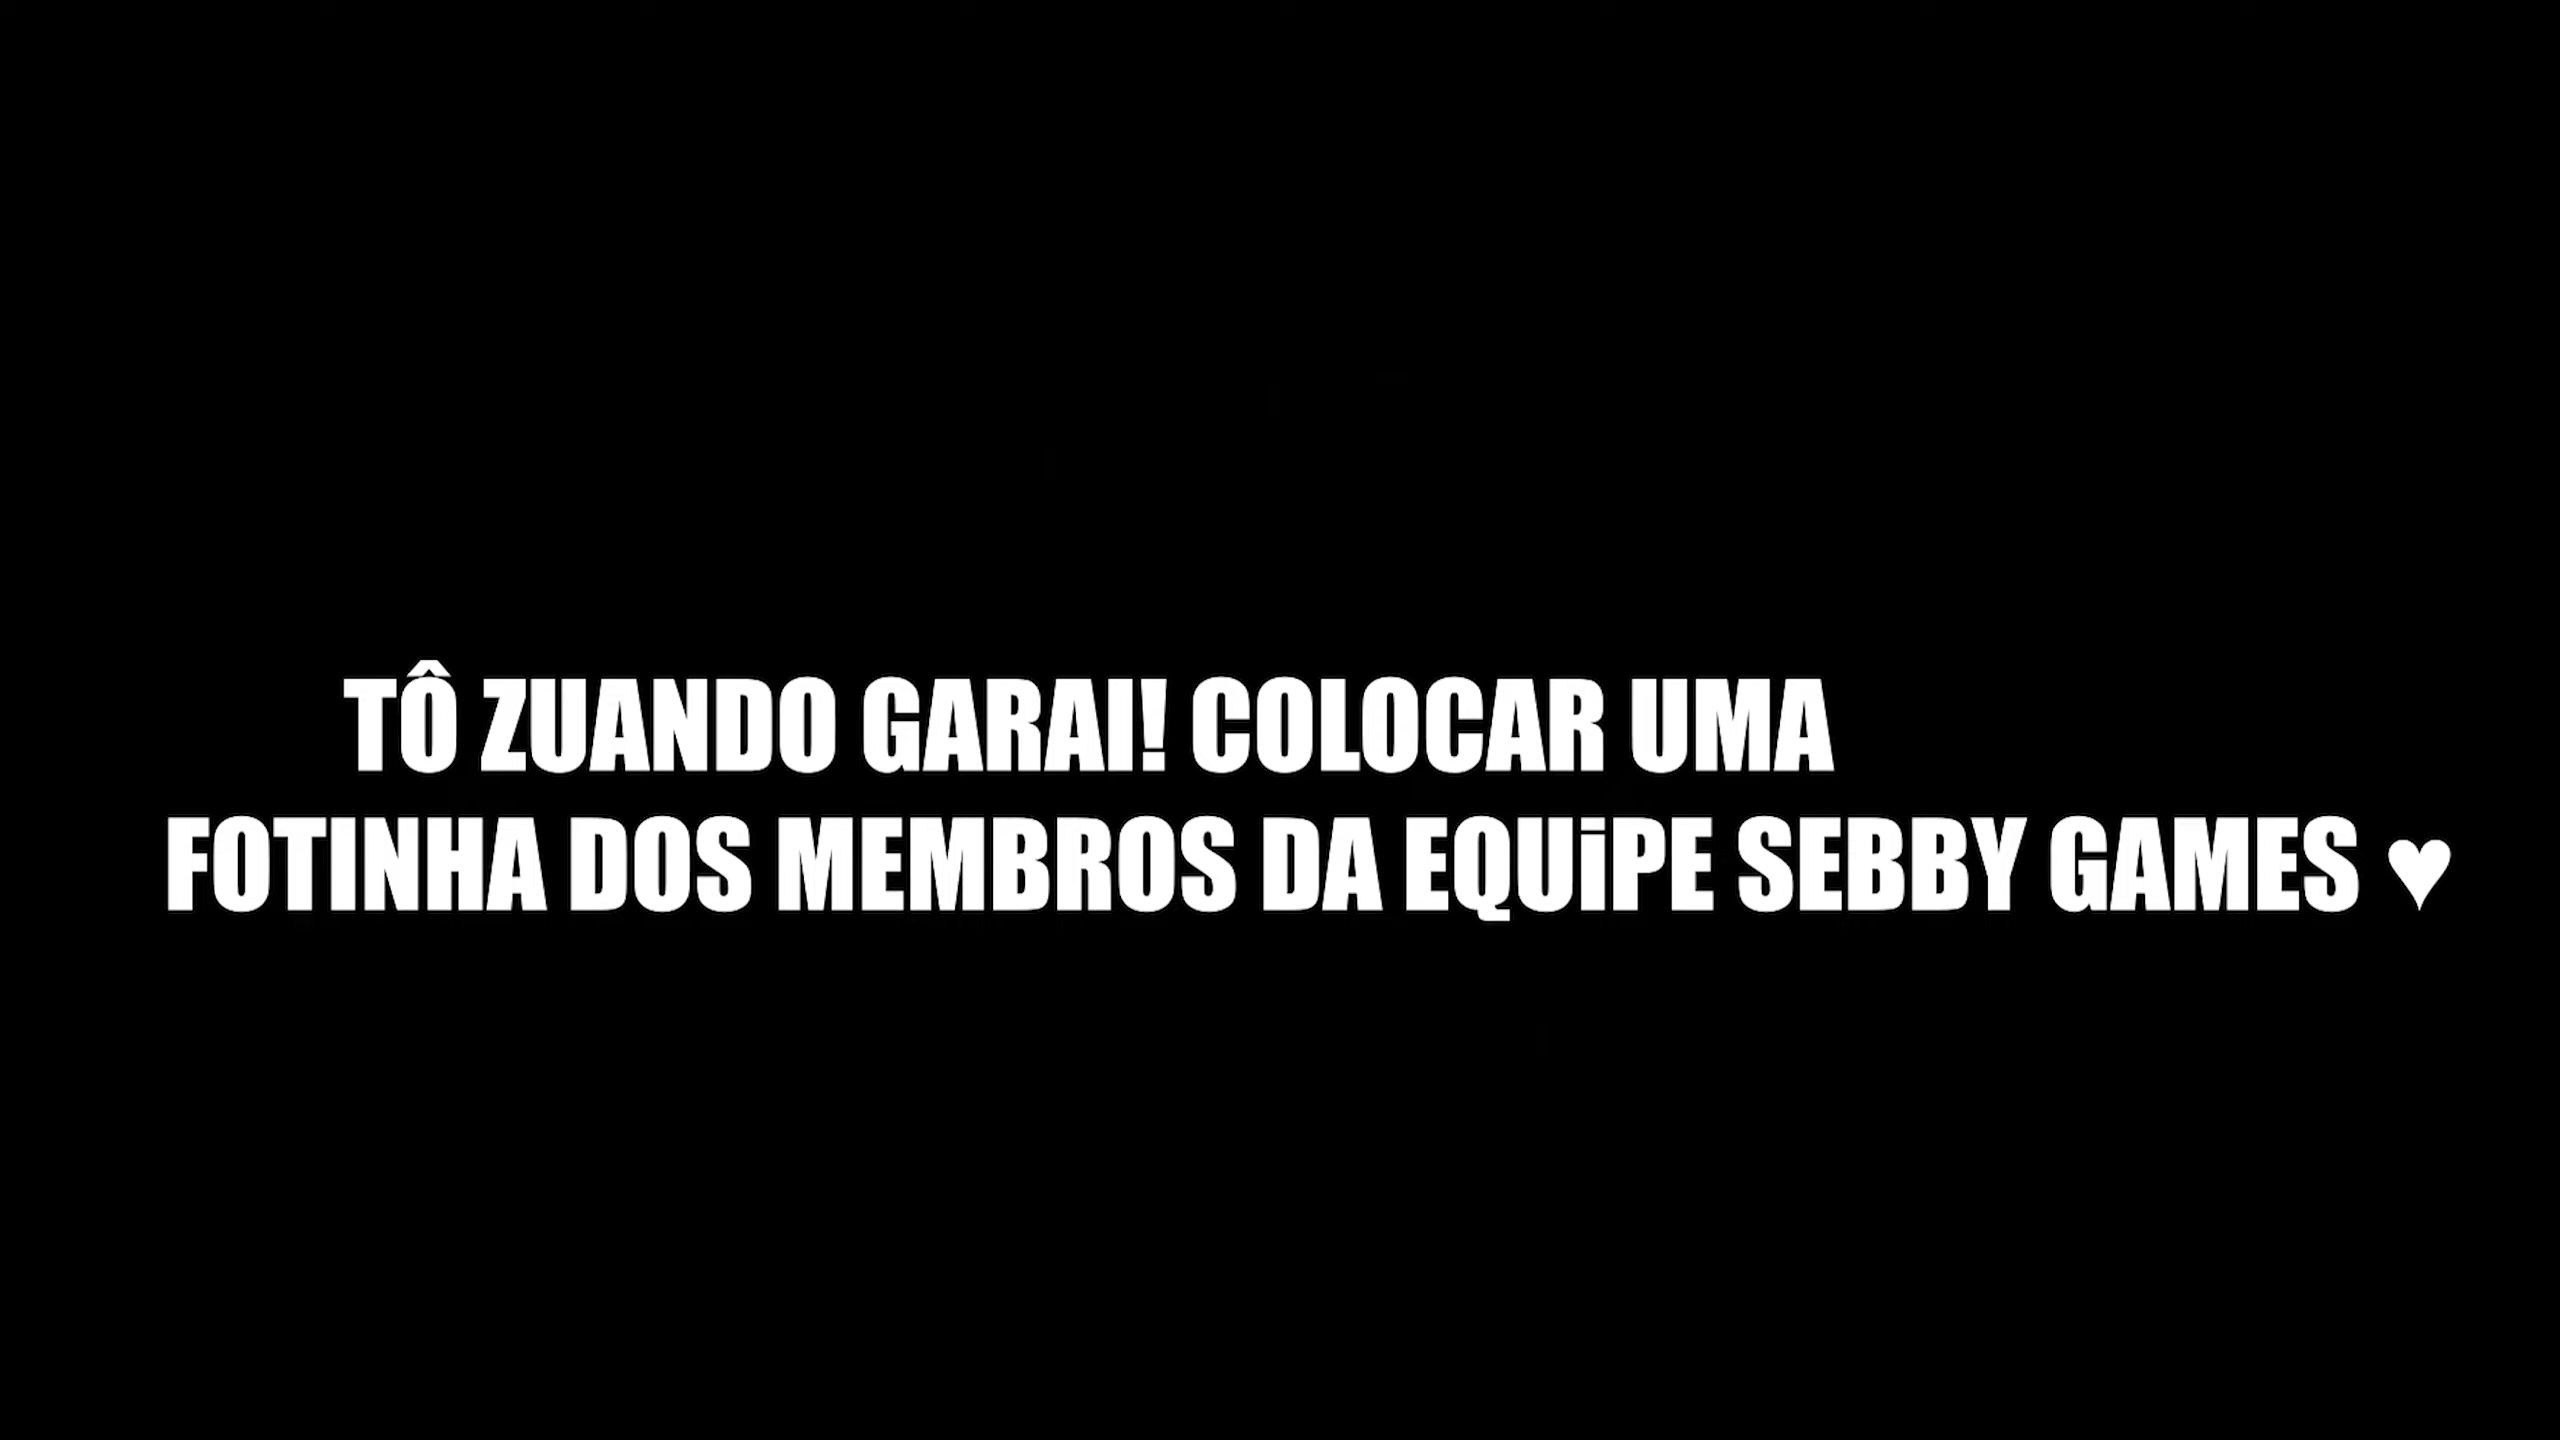 TÔ ZUANDO GARAI! COLOCAR UMA
FOTINHA DOS MEMBROS DA EQUiPE SEBBY GAMES ♥